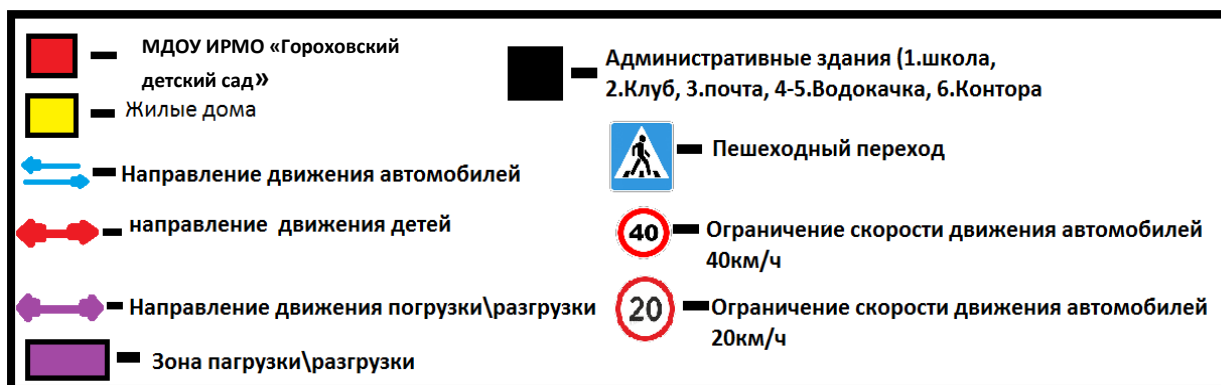 МДОУ ИРМО «Гороховский
детский сад»
Жилые дома
Направление движения автомобилей
направление движения детей
Направление движения погрузки\разгрузки
Зона пагрузки\разгрузки
Административные здания (1.школа,
2.Клуб, 3.почта, 4-5.Водокачка, 6.Контора
Пешеходный переход
40
Ограничение скорости движения автомобилей
40км/ч
20
Ограничение скорости движения автомобилей
20км/ч